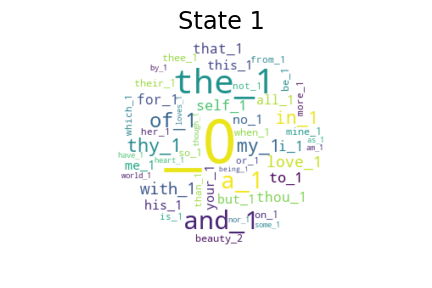 State 1
that_1
this_1
from_1
thee_1
by_1
the_1
not_1
be_1
their_1
more_1
for_1
self_1
all_1
which_1
loves_1
of_1
no_1
in_1
her_1
though_1
when_1
mine_1
_0
thy_1
my_1
i_1
as_1
am_1
so_1
have_1
heart_1
me_1
or_1
love_1
being_1
world_1
than_1
your_1
a_1
to_1
with_1
but_1
thou_1
his_1
is_1
and_1
nor_1
on_1
some_1
beauty_2